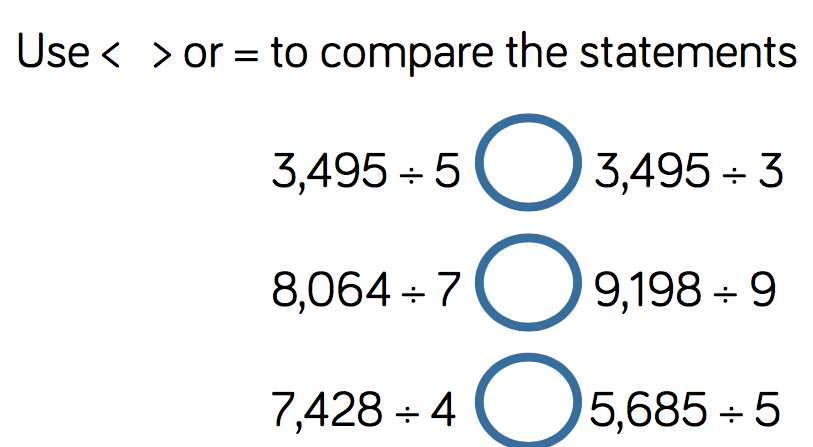 Use < > or = to compare the statements
3,495 ÷ 5 3,495 ÷ 3
8,064 ÷ 7 9,198 ÷ 9
7,428 ÷ 4 5,685 ÷ 5